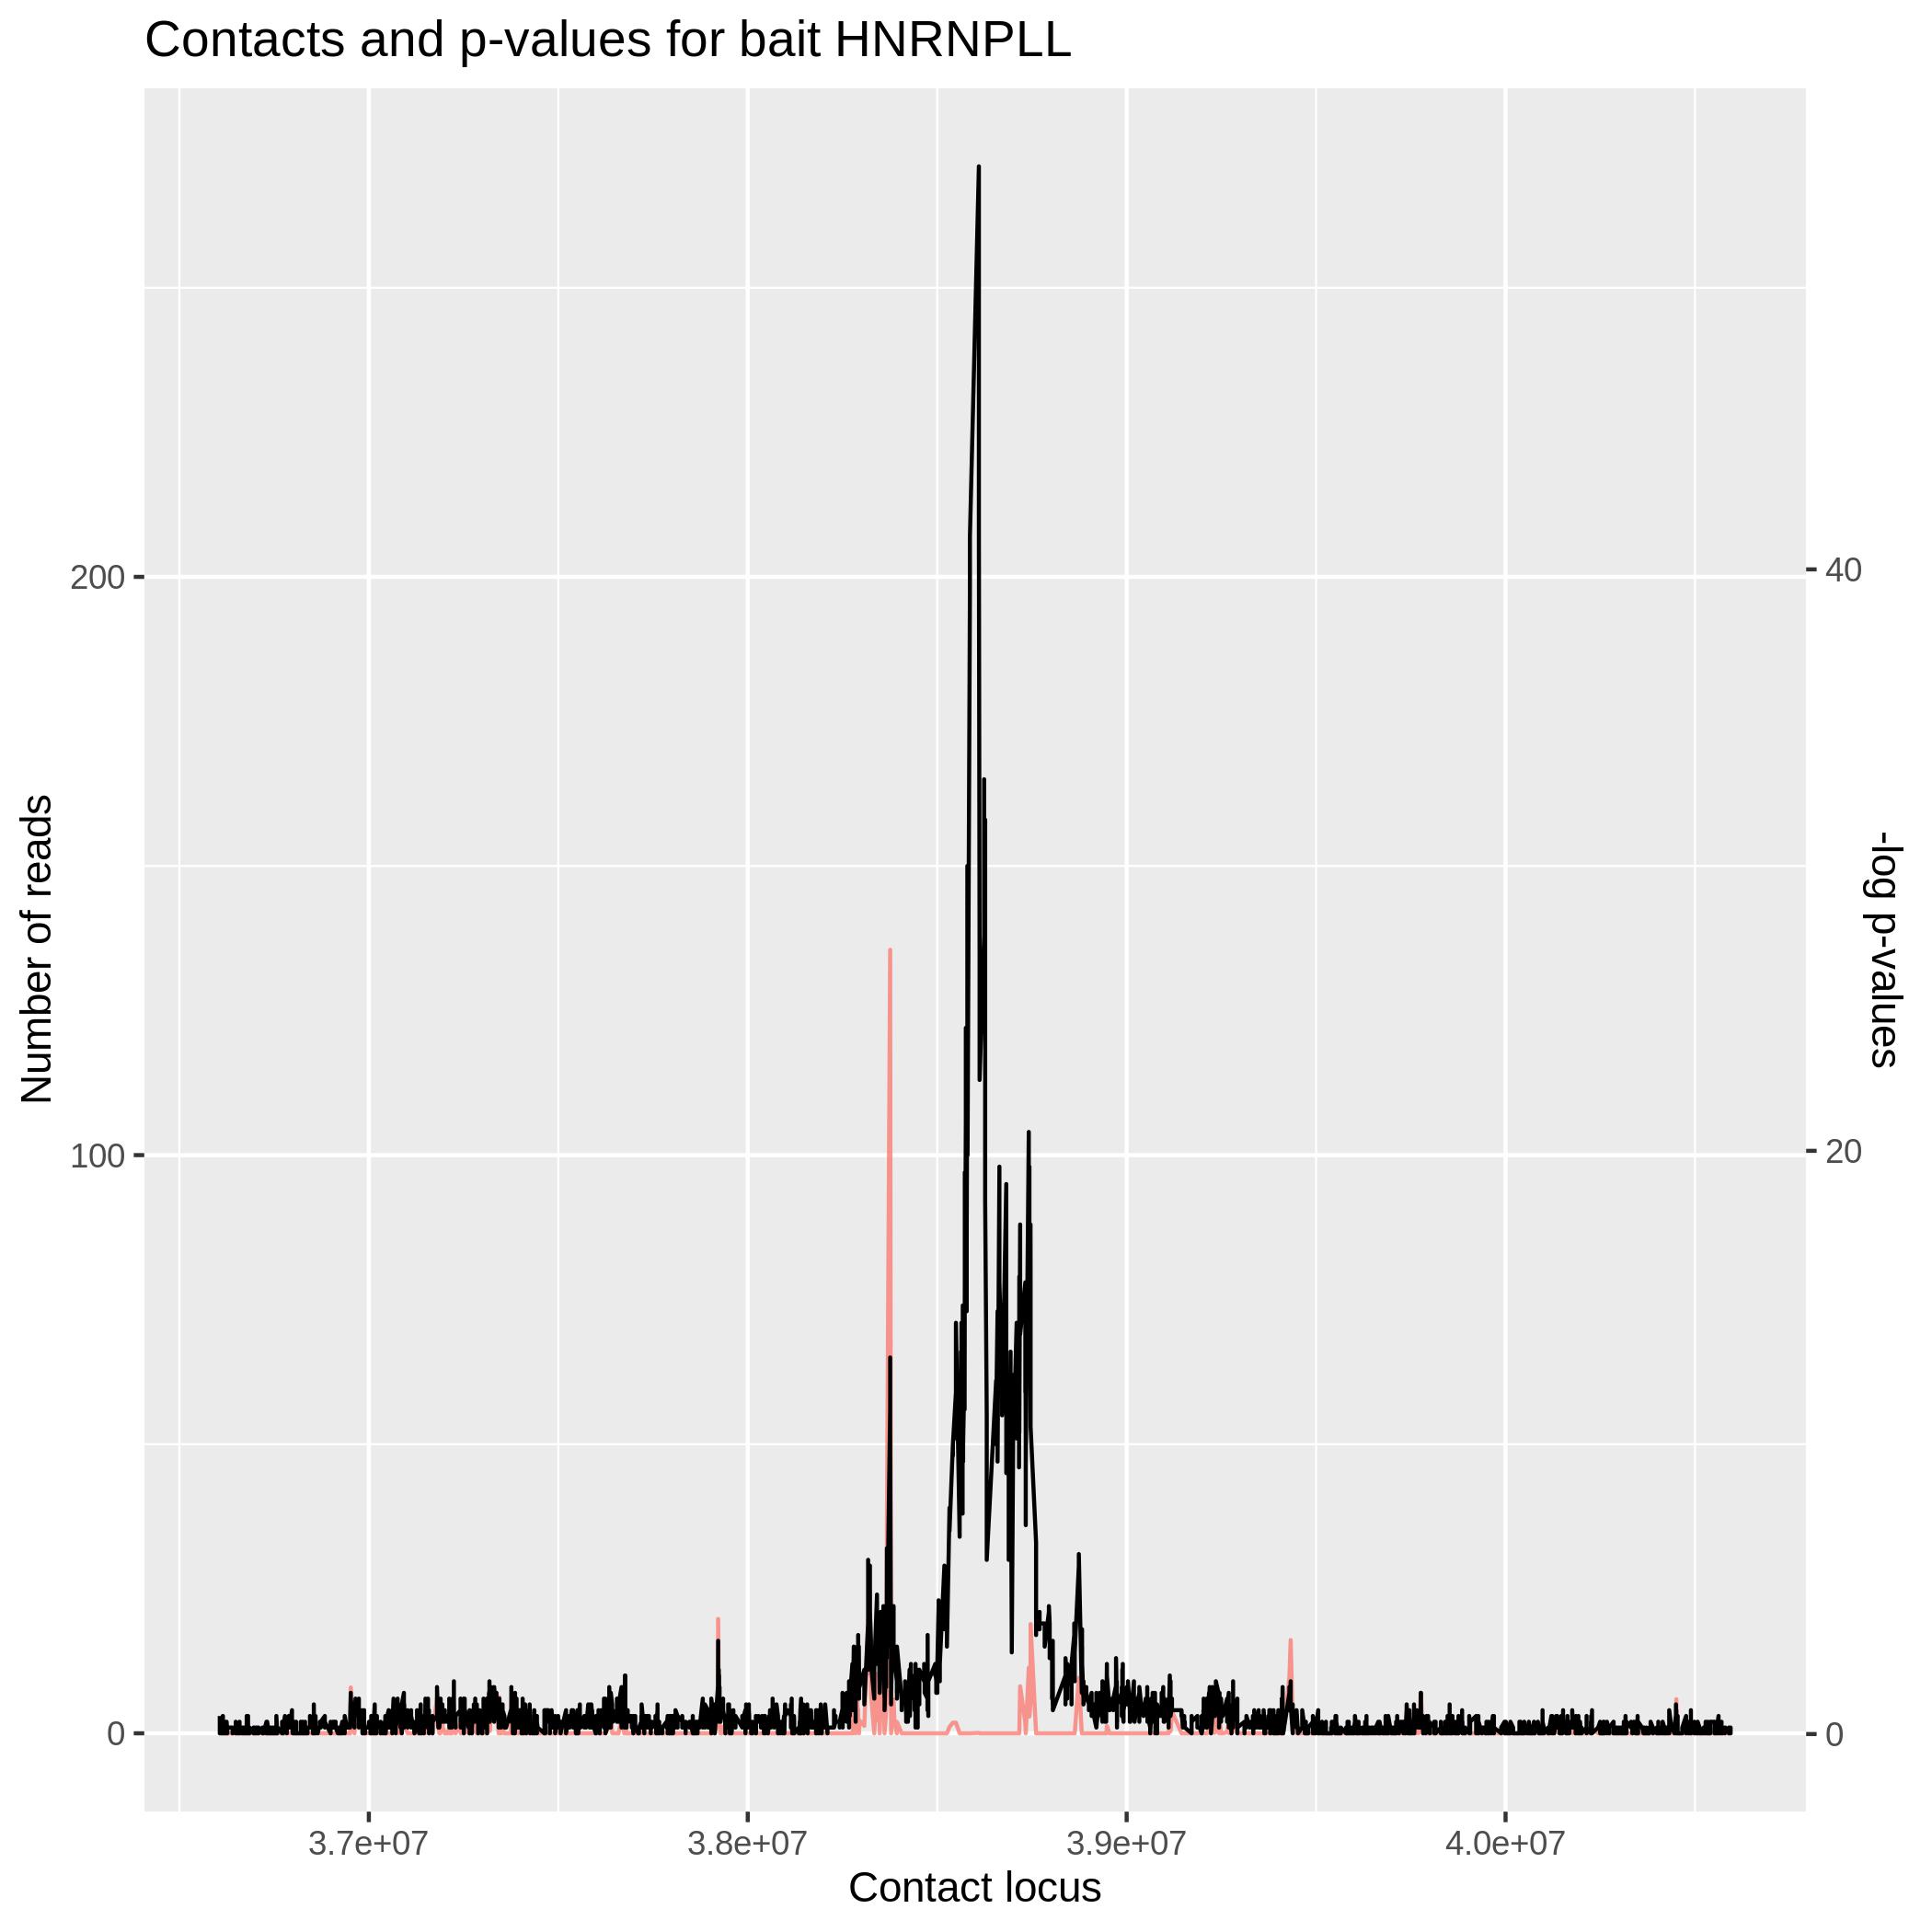 Contacts and p-values for bait HNRNPLL
Number of reads
200
100
0
40
20
0
-log p-values
3.7e+07
3.8e+07
3.9e+07
4.0e+07
Contact locus